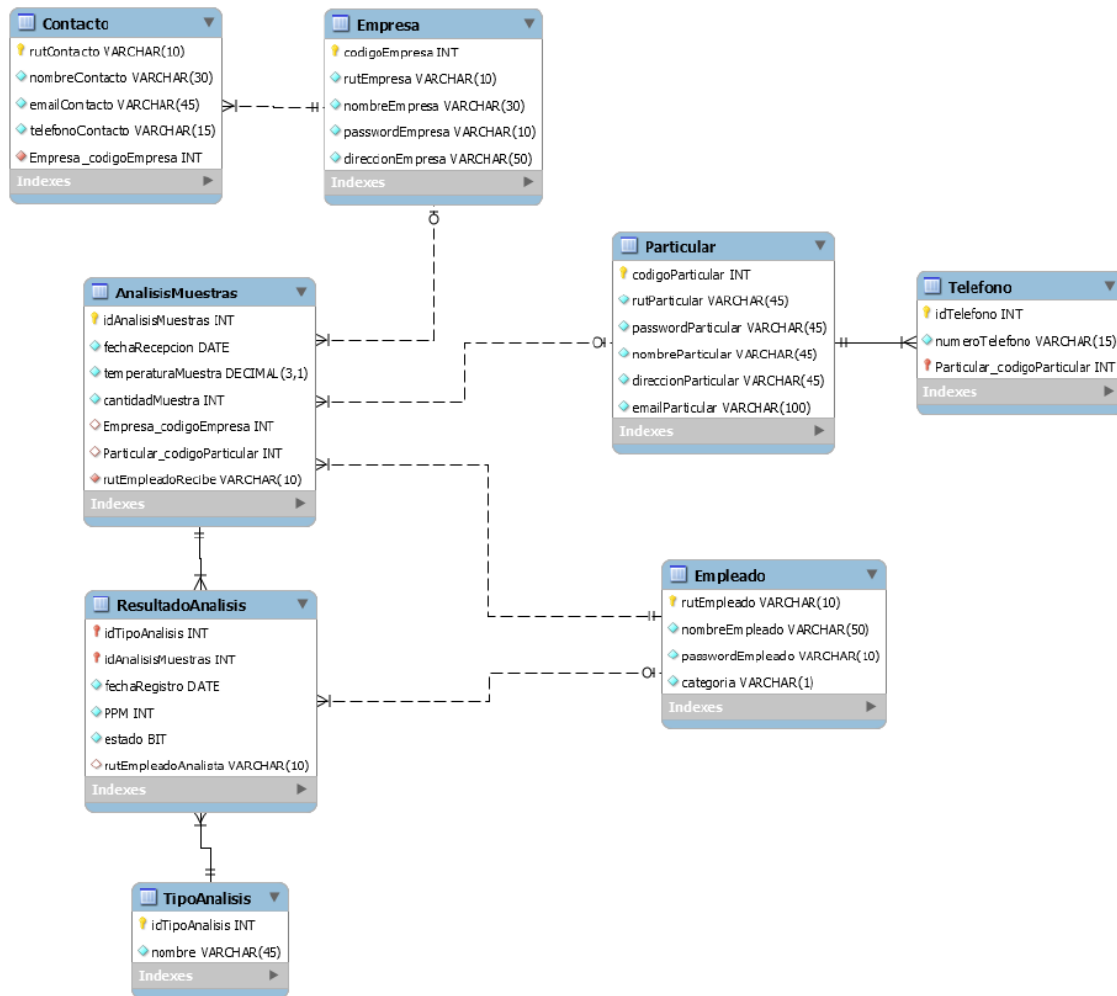 Contacto
rutContacto VARCHAR(10)
nombreContacto VARCHAR(30)
emailContacto VARCHAR(45)
telefonoContacto VARCHAR(15)
Empresa_codigoEmpresa INT
Indexes
Empresa
codigoEmpresa INT
rutEmpresa VARCHAR(10)
nombreEmpresa VARCHAR(30)
passwordEmpresa VARCHAR(10)
direccionEmpresa VARCHAR(50)
Indexes
Particular
codigoParticular INT
rutParticular VARCHAR(45)
passwordParticular VARCHAR(45)
nombreParticular VARCHAR(45)
direccionParticular VARCHAR(45)
emailParticular VARCHAR(100)
Indexes
Telefono
idTelefono INT
numeroTelefono VARCHAR(15)
Particular_codigoParticular INT
Indexes
AnalisisMuestras
idAnalisisMuestras INT
fechaRecepcion DATE
temperaturaMuestra DECIMAL(3,1)
cantidadMuestra INT
Empresa_codigoEmpresa INT
Particular_codigoParticular INT
rutEmpleadoRecibe VARCHAR(10)
Indexes
Empleado
rutEmpleado VARCHAR(10)
nombreEmpleado VARCHAR(50)
passwordEmpleado VARCHAR(10)
categoria VARCHAR(1)
Indexes
ResultadoAnalisis
idTipoAnalisis INT
idAnalisisMuestras INT
fechaRegistro DATE
PPM INT
estado BIT
rutEmpleadoAnalista VARCHAR(10)
Indexes
TipoAnalisis
idTipoAnalisis INT
nombre VARCHAR(45)
Indexes